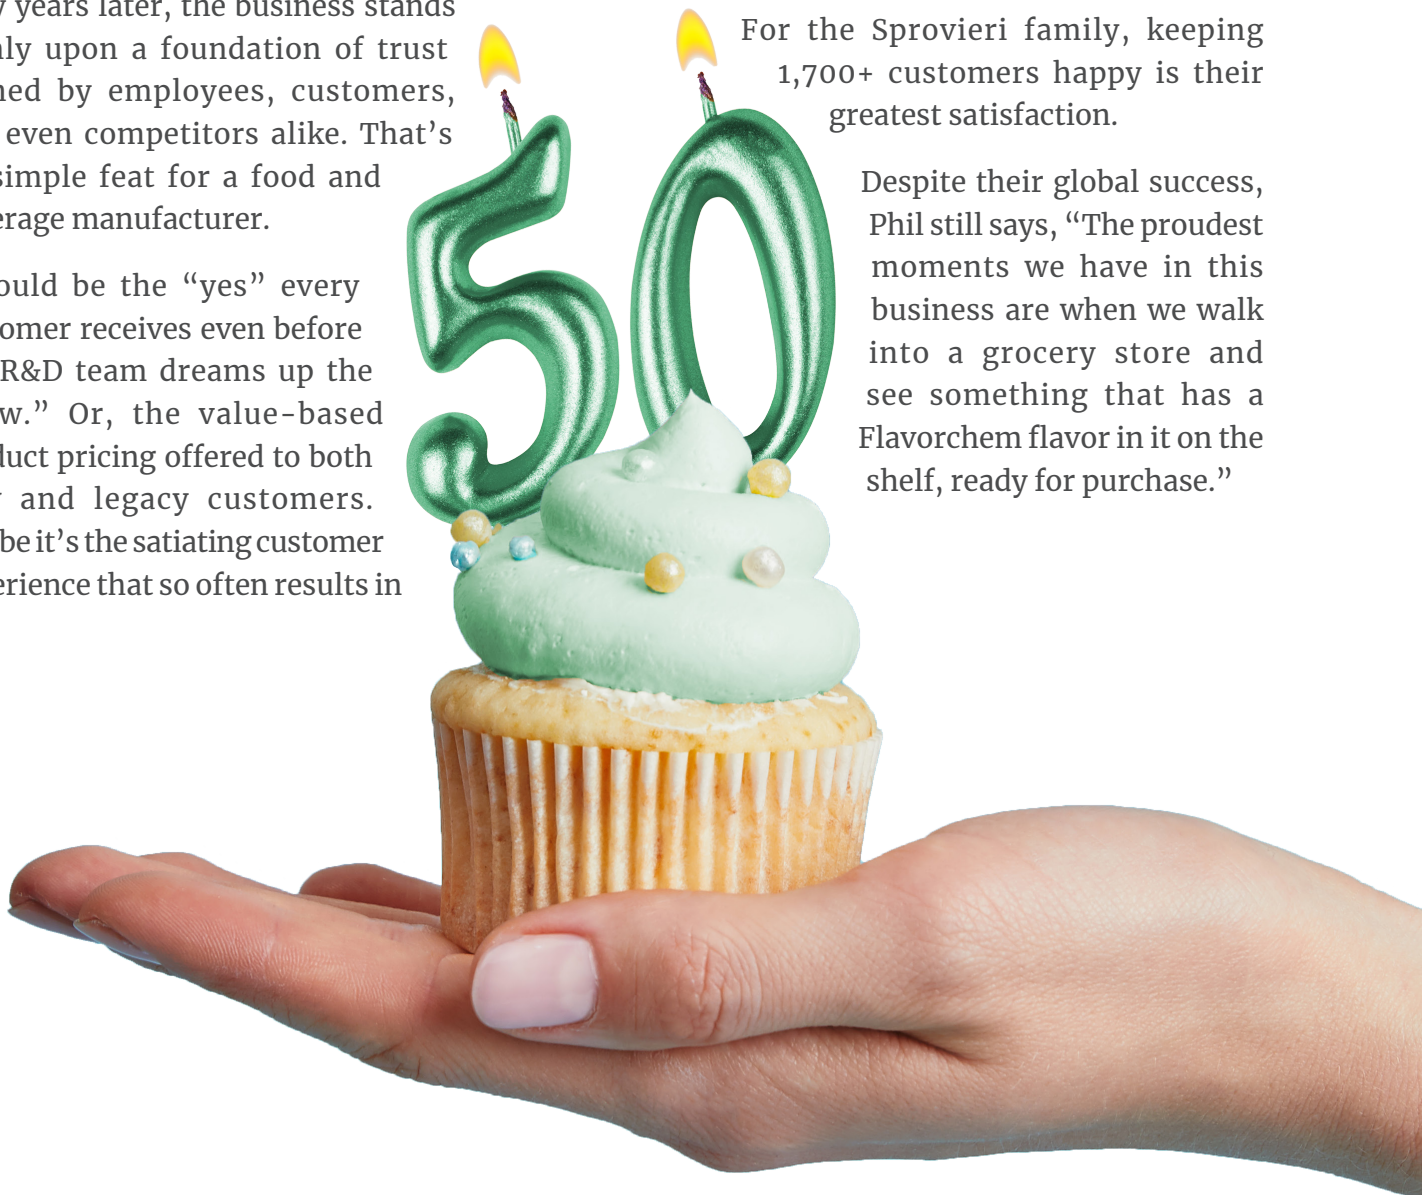 years later, the business stands
upon a foundation of trust
by employees, customers,
even competitors alike. That’s
simple feat for a food and
manufacturer.
be the “yes” every
receives even before
R&D team dreams up the
Or, the value-based
pricing offered to both
and legacy customers.
be it’s the satiating customer
that so often results in
50
For the Sprovieri family, keeping
1,700+ customers happy is their
greatest satisfaction.
Despite their global success,
Phil still says, “The proudest
moments we have in this
business are when we walk
into a grocery store and
see something that has a
Flavorchem flavor in it on the
shelf, ready for purchase.”